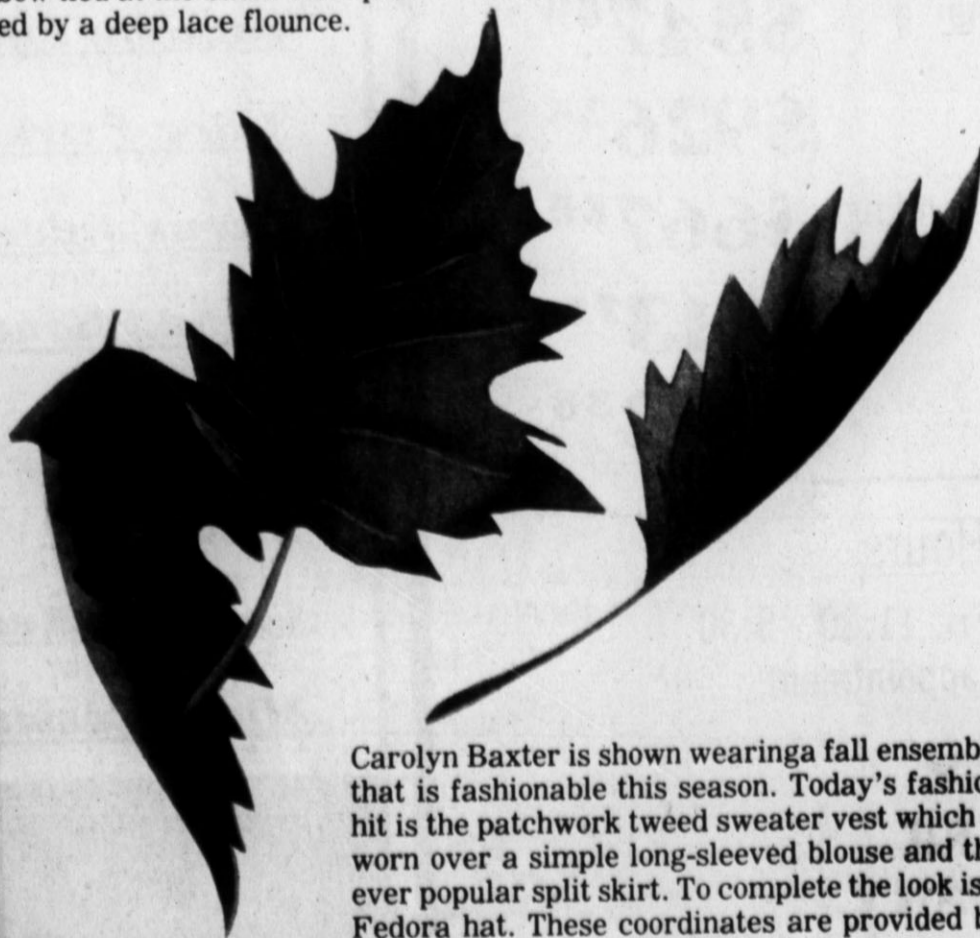 ed by a deep lace flounce.
Carolyn Baxter is shown wearinga fall ensemb
that is fashionable this season. Today's fashio
hit is the patchwork tweed sweater vest which
worn over a simple long-sleeved blouse and th
ever popular split skirt. To complete the look is
Fedora hat. These coordinates are provided b